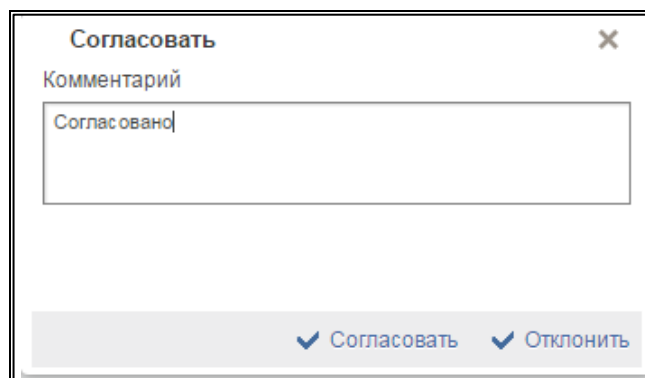 Согласовать
Комментарий
Согласовано
Согласовать Отклонить